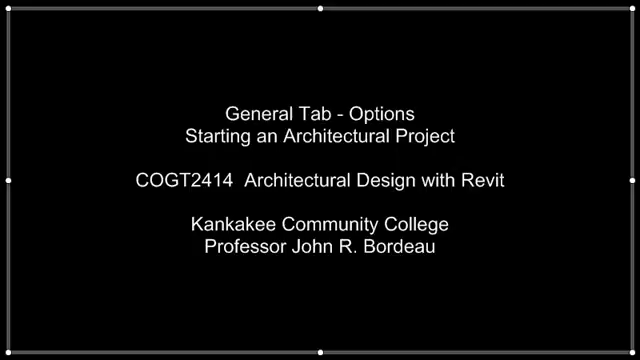 General Tab - Options
Starting an Architectural Project
COGT2414 Architectural Design with Revit
Kankakee Community College
Professor John R. Bordeau